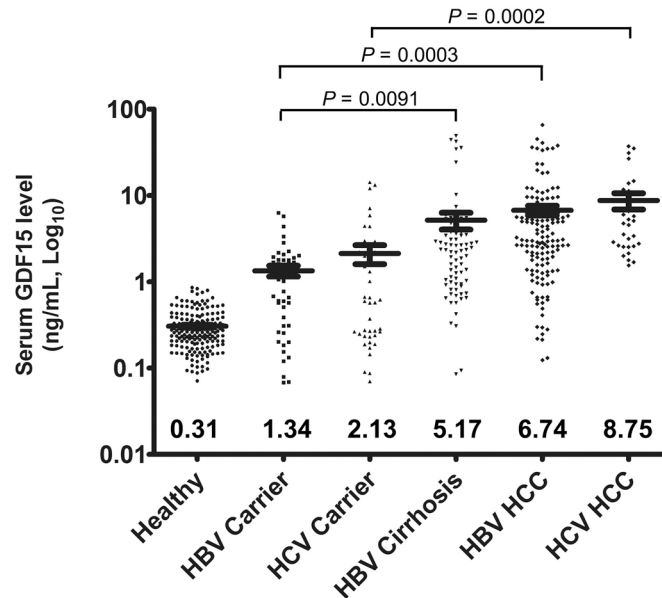 P = 0.0002
P = 0.0003
P = 0.0091
Serum GDF15 level
(ng/mL, Log10)
100
10
1
0.1
0.01
0.31 1.34 2.13 5.17 6.74 8.75
Healthy
HBV Carrier
HCV Carrier
HBV Cirrhosis
HBV HCC
HCV HCC